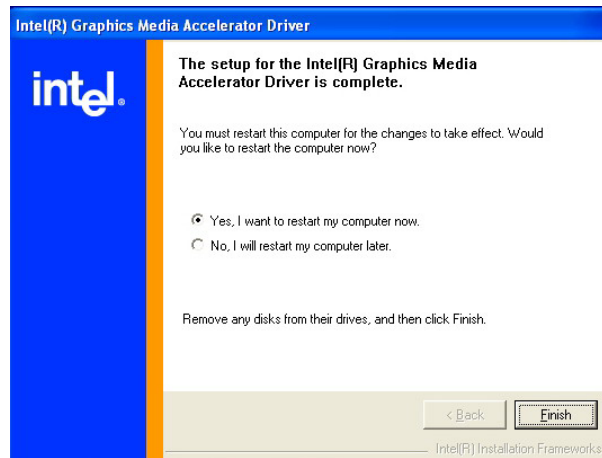 Intel(R) Graphics Media Accelerator Driver
intel.
The setup for the Intel(R) Graphics Media
Accelerator Driver is complete.
You must restart this computer for the changes to take effect. Would
you like to restart the computer now?
Yes, I want to restart my computer now.
No, I will restart my computer later.
Remove any disks from their drives, and then click Finish.
< Back
Finish
Intel(R) Installation Frameworks